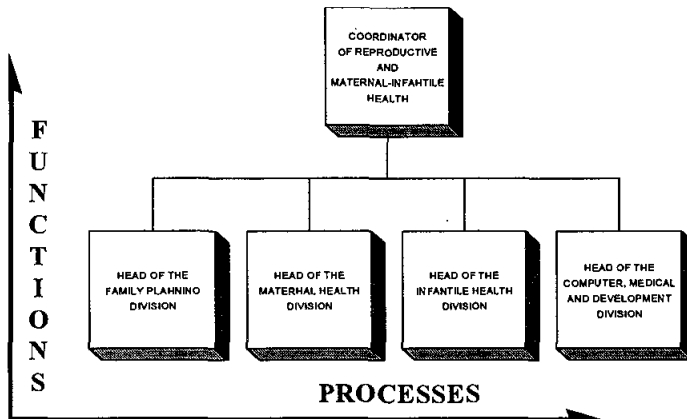 COORDINATOR
OF REPRODUCTIVE
AND
MATERNAL-INFAHTILE
HEALTH
FUNCTIONS
HEAD OF THE
FAMILY PLAHNINO
DIVISION
HEAD OF THE
MATERHAL HEALTH
DIVISION
HEAD OF THE
INFAHTILE HEALTH
DIVISION
HEAD OF THE
COMPUTER, MEDICAL
AND DEVELOPMENT
DIVISION
PROCESSES